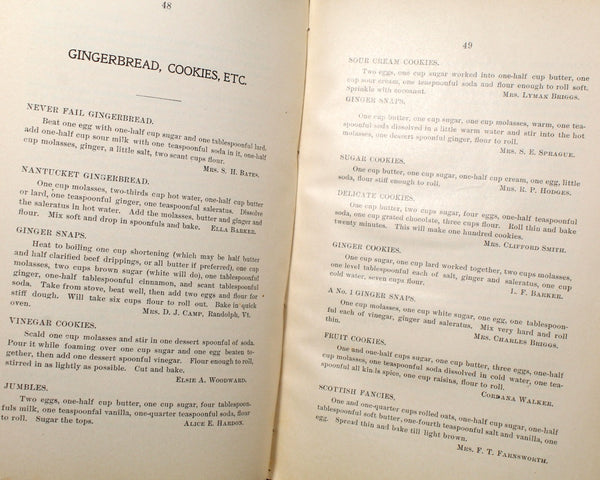 48
GINGERBREAD, COOKIES, ETC.
NEVER FAIL GINGERBREAD.
Beat one egg with one-half cup sugar and one tablespoonful lard,
add one-half cup sour milk with one teaspoonful soda in it, one-half
cup molasses, ginger, a little salt, two scant cups flour.
MRS. S. H. BATES.
NANTUCKET GINGERBREAD.
One cup molasses, two-thirds cup hot water, one-half cup butter
or lard, one teaspoonful ginger, one teaspoonful saleratus. Dissolve
the saleratus in hot water. Add the molasses, butter and ginger and
flour. Mix soft and drop in spoonfuls and bake. ELLA BARKER.
GINGER SNAPS.
Heat to boiling one cup shortening (which may be half butter
and half clarified beef drippings, or all butter if preferred), one cup
molasses, two cups brown sugar (white will do), one tablespoonful
ginger, one-half tablespoonful cinnamon, and scant tablespoonful
soda. Take from stove, beat well, then add two eggs and flour for
stiff dough. Will take six cups flour to roll out. Bake in quick
oven.
MRS. D. J. CAMP, Randolph, Vt.
VINEGAR COOKIES.
Scald one cup molasses and stir in one dessert spoonful of soda.
Pour it while foaming over one cup sugar and one egg beaten to-
gether, then add one dessert spoonful vinegar. Flour enough to roll,
stirred in as lightly as possible. Cut and bake.
ELSIE A. WOODWARD.
JUMBLES.
Two eggs, one-half cup butter, one cup sugar, four tablespoon-
fuls milk, one teaspoonful vanilla, one-quarter teaspoonful soda, flour
to roll. Sugar the tops. ALICE E. HARDON.
49
SOUR CREAM COOKIES.
Two eggs, one cup sugar worked into one-half cup butter, one
cup sour cream, one teaspoonful soda and flour enough to roll soft.
Sprinkle with cocoanut. MRS. LYMAN BRIGGS.
GINGER SNAPS.
One cup butter, one cup sugar, one cup molasses, warm, one tea-
spoonful soda dissolved in a little warm water and stir into the hot
molasses, one dessert spoonful ginger, flour to roll.
MRS. S. E. SPRAGUE.
SUGAR COOKIES.
One cup butter, one cup sugar, one-half cup cream, one egg, little
soda, flour stiff enough to roll. MRS. R. P. HODGES.
DELICATE COOKIES.
One cup butter, two cups sugar, four eggs, one-half teaspoonful
soda, one cup grated chocolate, three cups flour. Roll thin and bake
twenty minutes. This will make one hundred cookies.
MRS. CLIFFORD SMITH.
GINGER COOKIES.
One cup sugar, one cup lard worked together, two cups molasses,
one level tablespoonful each of salt, ginger and saleratus, one cup
cold water, seven cups flour. L. F. BARKER.
A NO. 1 GINGER SNAPS.
One cup molasses, one cup white sugar, one egg, one tablespoon-
ful each of vinegar, ginger and saleratus. Mix very hard and roll
thin. MRS. CHARLES BRIGGS.
FRUIT COOKIES.
One and one-half cups sugar, one cup butter, three eggs, one-half
cup molasses, one teaspoonful soda dissolved in cold water, one tea-
spoonful all kinds spice, one cup raisins, flour to roll.
CORDANA WALKER.
SCOTTISH FANCIES.
One and one-quarter cups rolled oats, one-half cup sugar, one-half
tablespoonful soft butter, one-fourth teaspoonful salt and vanilla, one
egg. Spread thin and bake till light brown.
MRS. F. T. FARNSWORTH.